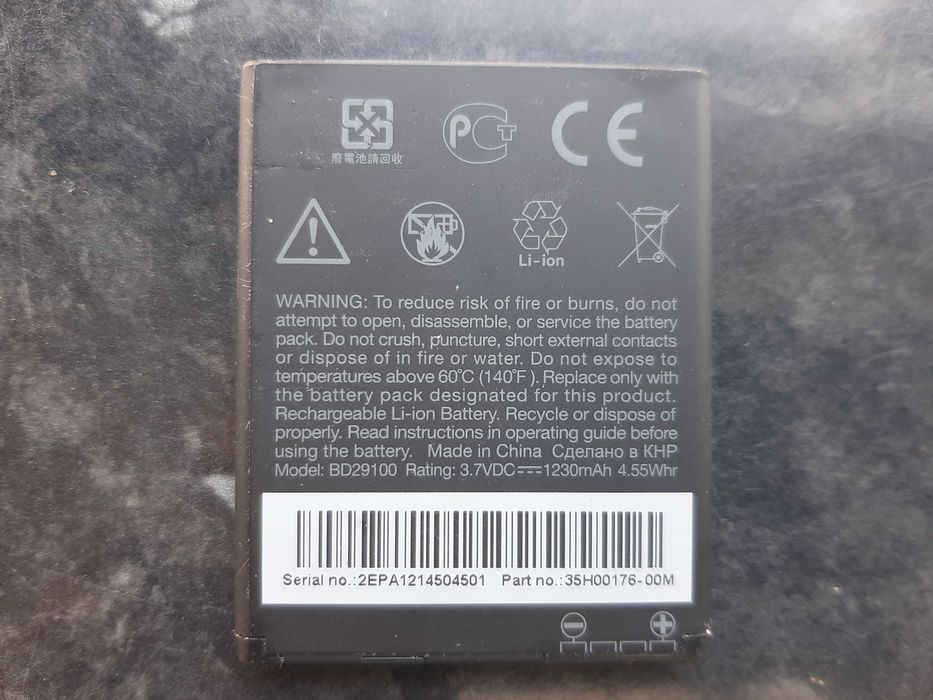 廢電池請回收
PCT
CE
Li-ion
WARNING: To reduce risk of fire or burns, do not
attempt to open, disassemble, or service the battery
pack. Do not crush, puncture, short external contacts
or dispose of in fire or water. Do not expose to
temperatures above 60°C (140°F). Replace only with
the battery pack designated for this product.
Rechargeable Li-ion Battery. Recycle or dispose of
properly. Read instructions in operating guide before
using the battery. Made in China Сделано в КНР
Model: BD29100 Rating: 3.7VDC⎓1230mAh 4.55Whr
Serial no.:2EPA1214504501 Part no.:35H00176-00M